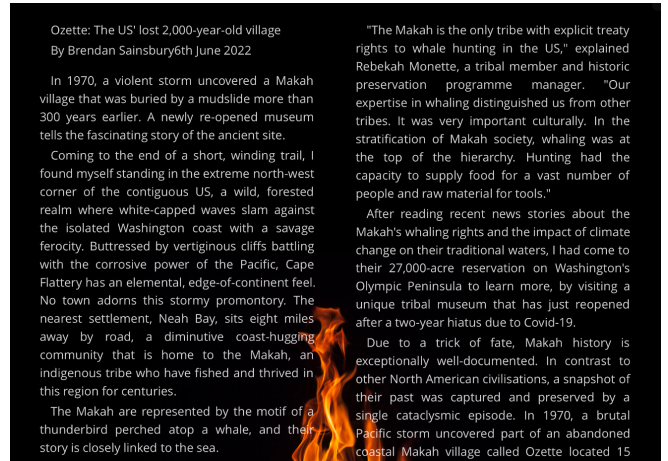 Ozette: The US' lost 2,000-year-old village
By Brendan Sainsbury6th June 2022
In 1970, a violent storm uncovered a Makah
village that was buried by a mudslide more than
300 years earlier. A newly re-opened museum
tells the fascinating story of the ancient site.
Coming to the end of a short, winding trail, I
found myself standing in the extreme north-west
corner of the contiguous US, a wild, forested
realm where white-capped waves slam against
the isolated Washington coast with a savage
ferocity. Buttressed by vertiginous cliffs battling
with the corrosive power of the Pacific, Cape
Flattery has an elemental, edge-of-continent feel.
No town adorns this stormy promontory. The
nearest settlement, Neah Bay, sits eight miles
away by road, a diminutive coast-hugging
community that is home to the Makah, an
indigenous tribe who have fished and thrived in
this region for centuries.
The Makah are represented by the motif of a
thunderbird perched atop a whale, and their
story is closely linked to the sea.
"The Makah is the only tribe with explicit treaty
rights to whale hunting in the US," explained
Rebekah Monette, a tribal member and historic
preservation programme manager. "Our
expertise in whaling distinguished us from other
tribes. It was very important culturally. In the
stratification of Makah society, whaling was at
the top of the hierarchy. Hunting had the
capacity to supply food for a vast number of
people and raw material for tools."
After reading recent news stories about the
Makah's whaling rights and the impact of climate
change on their traditional waters, I had come to
their 27,000-acre reservation on Washington's
Olympic Peninsula to learn more, by visiting a
unique tribal museum that has just reopened
after a two-year hiatus due to Covid-19.
Due to a trick of fate, Makah history is
exceptionally well-documented. In contrast to
other North American civilisations, a snapshot of
their past was captured and preserved by a
single cataclysmic episode. In 1970, a brutal
Pacific storm uncovered part of an abandoned
coastal Makah village called Ozette located 15